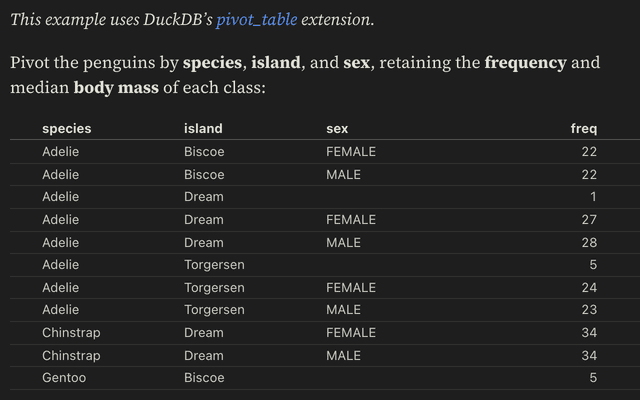 This example uses DuckDB’s pivot_table extension.
Pivot the penguins by species, island, and sex, retaining the frequency and
median body mass of each class:
species island sex freq
Adelie Biscoe FEMALE 22
Adelie Biscoe MALE 22
Adelie Dream 1
Adelie Dream FEMALE 27
Adelie Dream MALE 28
Adelie Torgersen 5
Adelie Torgersen FEMALE 24
Adelie Torgersen MALE 23
Chinstrap Dream FEMALE 34
Chinstrap Dream MALE 34
Gentoo Biscoe 5